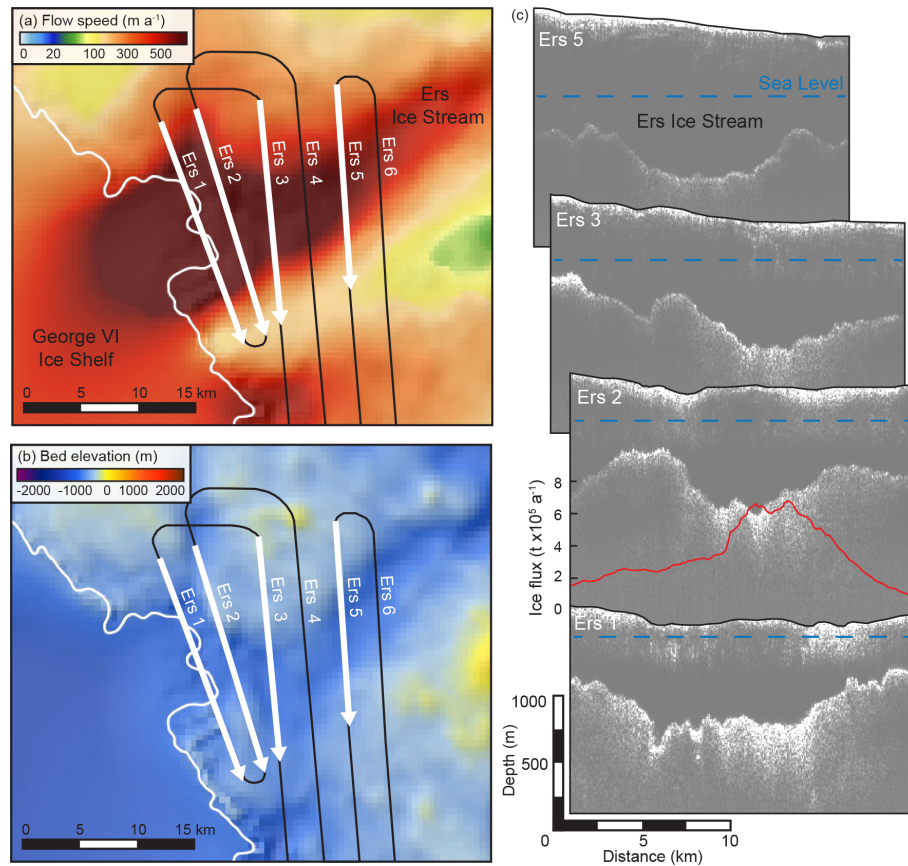 (a) Flow speed (m a⁻¹)
0 20 100 300 500
Ers
Ice Stream
Ers 1
Ers 2
Ers 3
Ers 4
Ers 5
Ers 6
George VI
Ice Shelf
0 5 10 15 km
(b) Bed elevation (m)
-2000 -1000 0 1000 2000
Ers 1
Ers 2
Ers 3
Ers 4
Ers 5
Ers 6
0 5 10 15 km
(c)
Ers 5
Sea Level
Ers Ice Stream
Ers 3
Ers 2
8
6
4
2
0
Ice flux (t x10⁵ a⁻¹)
Ers 1
1000
500
0
Depth (m)
5 10
Distance (km)